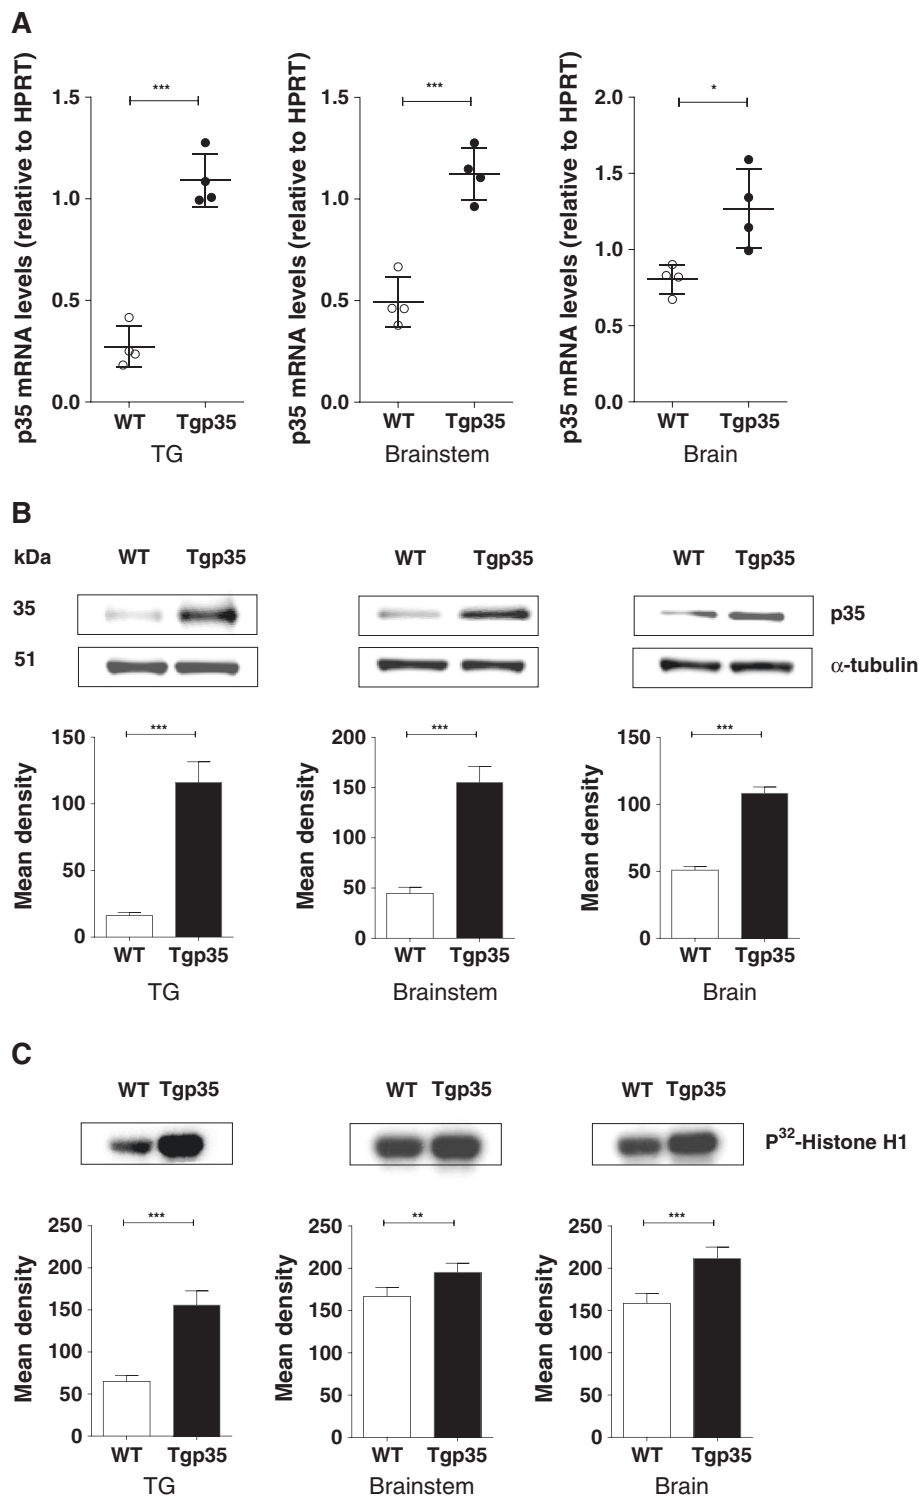 A
p35 mRNA levels (relative to HPRT)
1.5
1.0
0.5
0.0
***
WT Tgp35
TG
p35 mRNA levels (relative to HPRT)
1.5
1.0
0.5
0.0
***
WT Tgp35
Brainstem
p35 mRNA levels (relative to HPRT)
2.0
1.5
1.0
0.5
0.0
*
WT Tgp35
Brain
B
kDa WT Tgp35 WT Tgp35 WT Tgp35
35 p35
51 α-tubulin
Mean density
150
100
50
0
***
WT Tgp35
TG
Mean density
200
150
100
50
0
***
WT Tgp35
Brainstem
Mean density
150
100
50
0
***
WT Tgp35
Brain
C
WT Tgp35 WT Tgp35 WT Tgp35
P³²-Histone H1
Mean density
250
200
150
100
50
0
***
WT Tgp35
TG
Mean density
250
200
150
100
50
0
**
WT Tgp35
Brainstem
Mean density
250
200
150
100
50
0
***
WT Tgp35
Brain